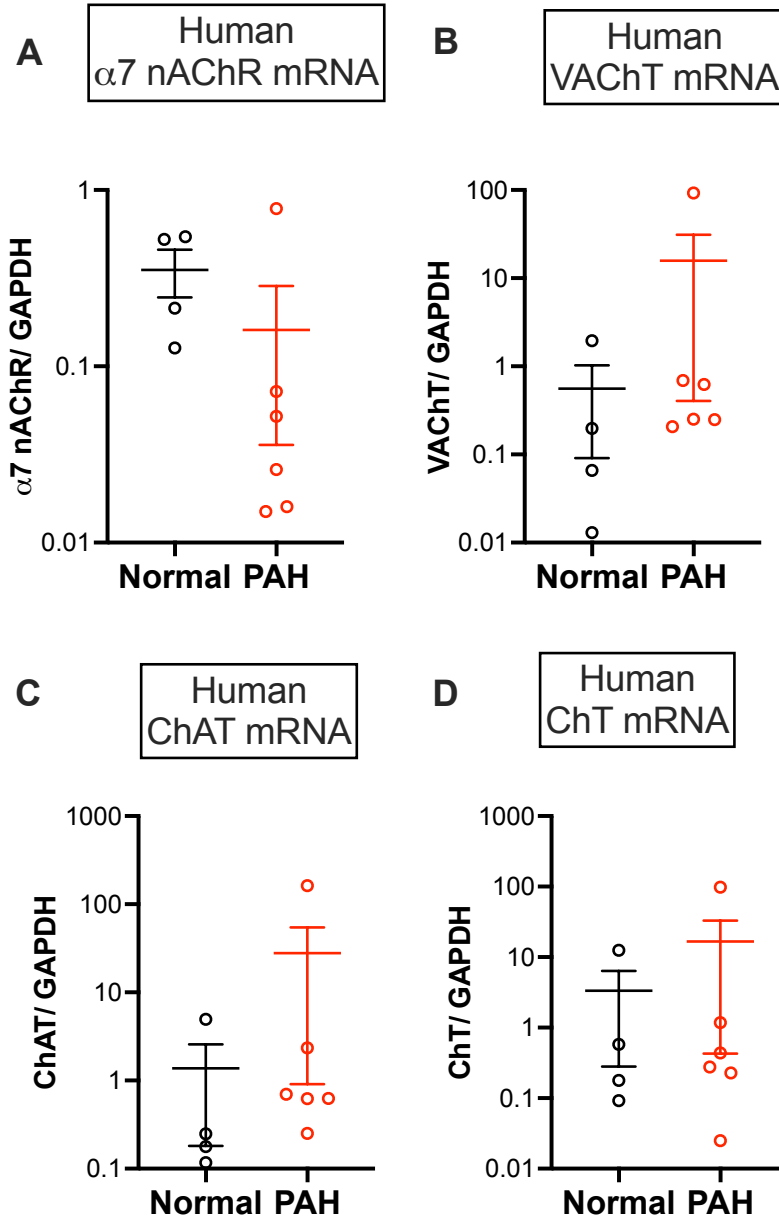 A
Human
α7 nAChR mRNA
α7 nAChR/ GAPDH
1
0.1
0.01
Normal PAH
B
Human
VAChT mRNA
VAChT/ GAPDH
100
10
1
0.1
0.01
Normal PAH
C
Human
ChAT mRNA
ChAT/ GAPDH
1000
100
10
1
0.1
Normal PAH
D
Human
ChT mRNA
ChT/ GAPDH
1000
100
10
1
0.1
0.01
Normal PAH